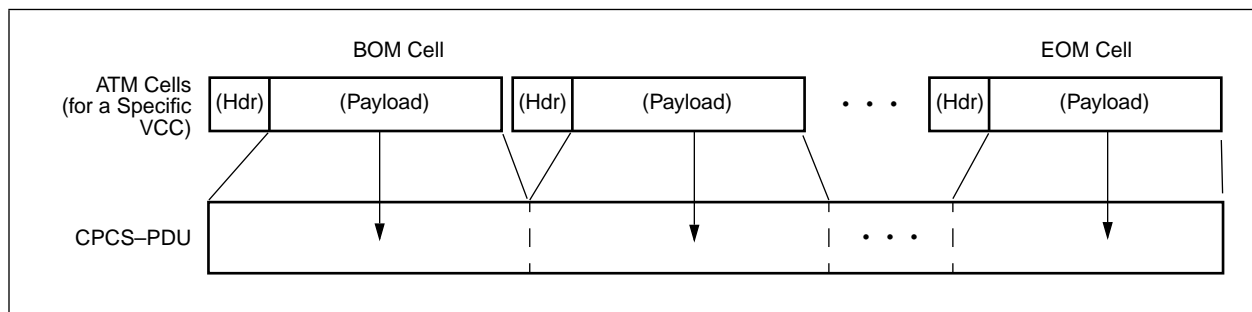 BOM Cell
EOM Cell
ATM Cells
(for a Specific
VCC)
(Hdr)
(Payload)
(Hdr)
(Payload)
• • •
(Hdr)
(Payload)
CPCS–PDU
• • •